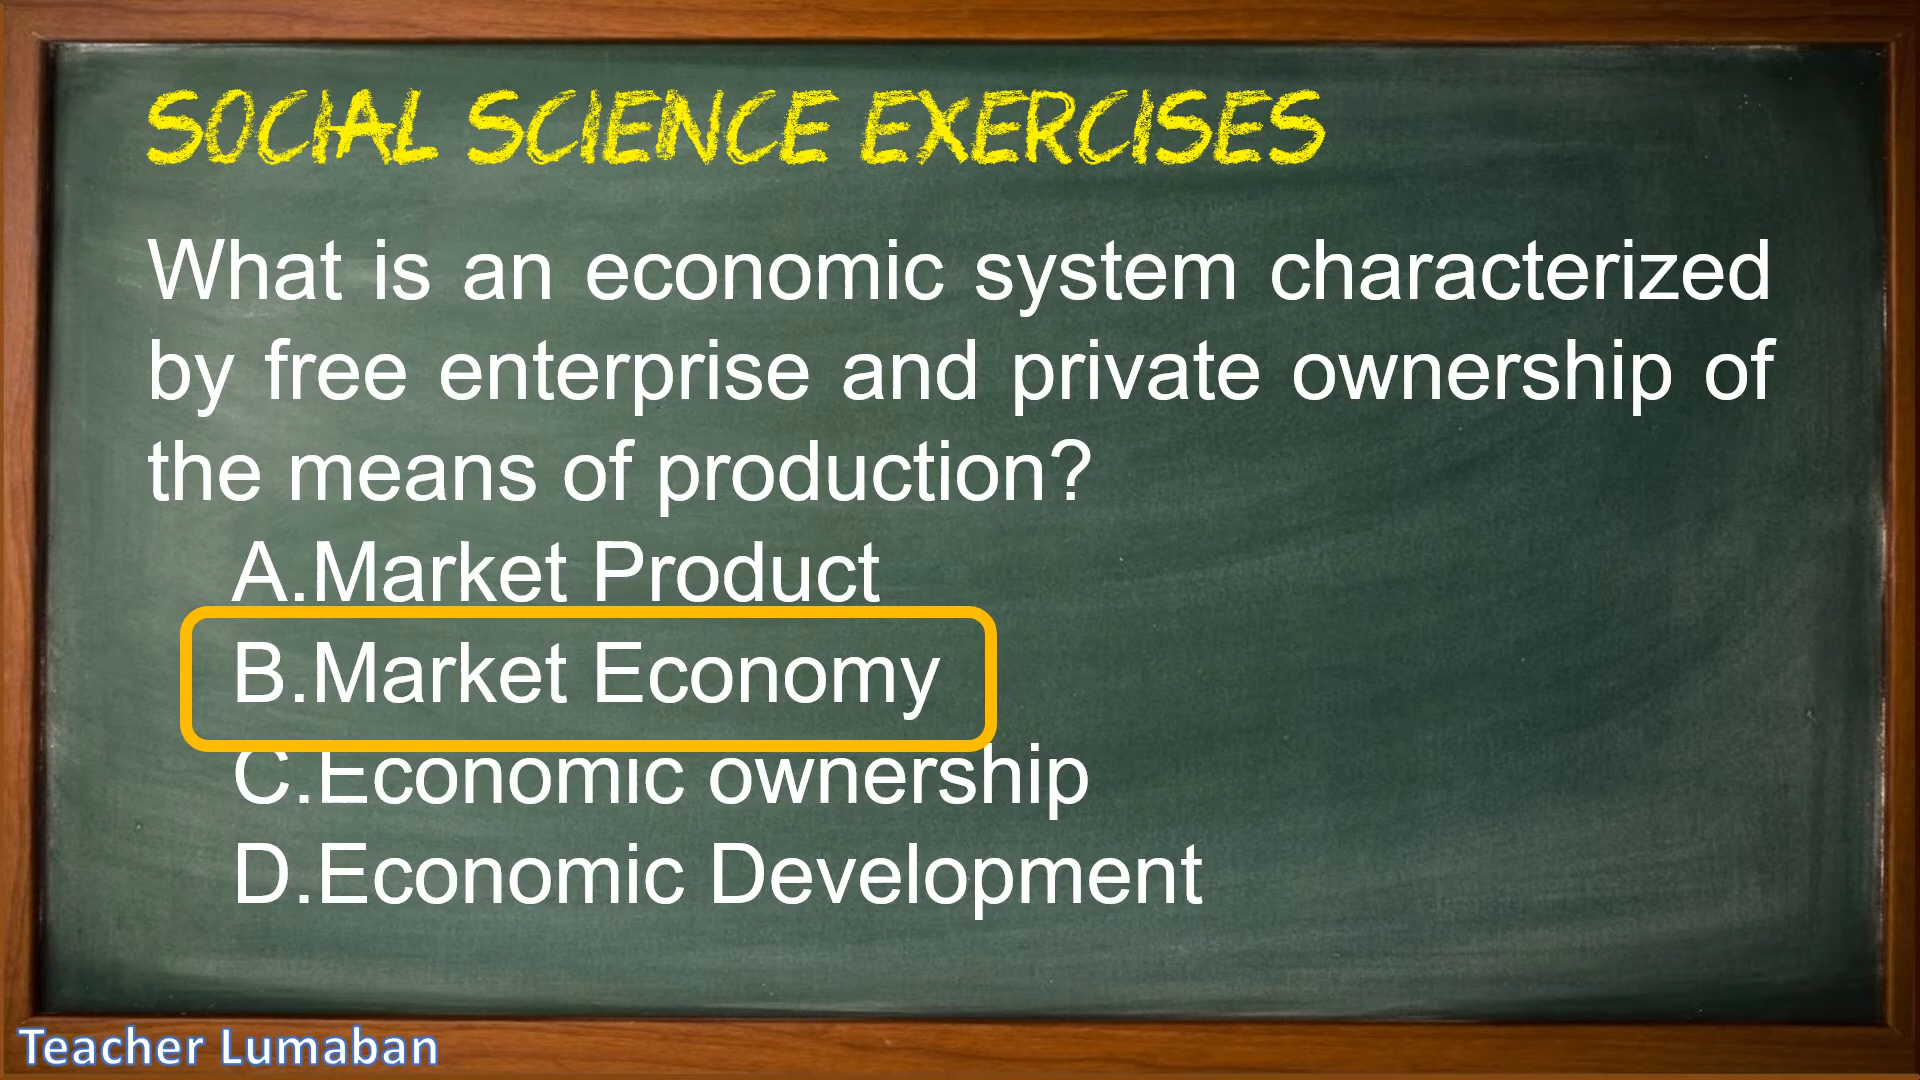 SOCIAL SCIENCE EXERCISES
What is an economic system characterized
by free enterprise and private ownership of
the means of production?
A.Market Product
B.Market Economy
C.Economic ownership
D.Economic Development
Teacher Lumaban